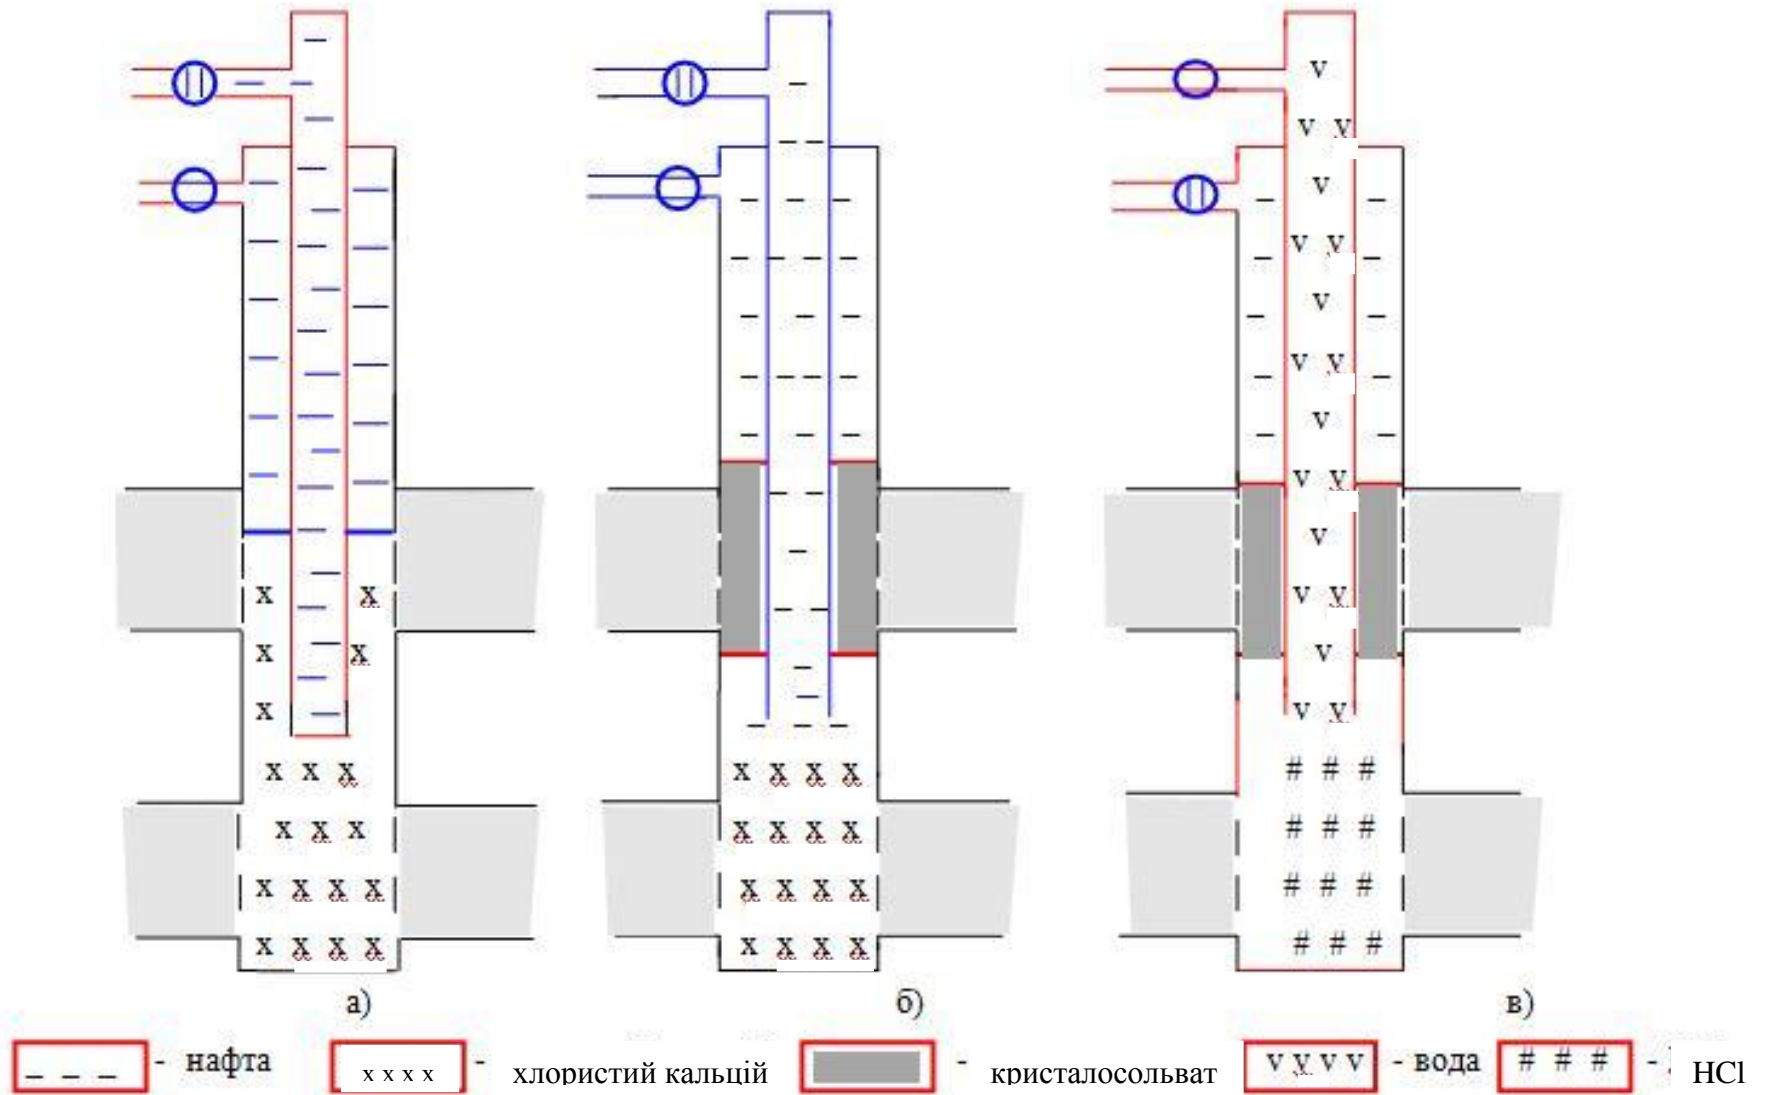 а) б) в)
_ _ _ - нафта x x x x - хлористий кальцій - кристалосольват v v v v - вода # # # - HCl